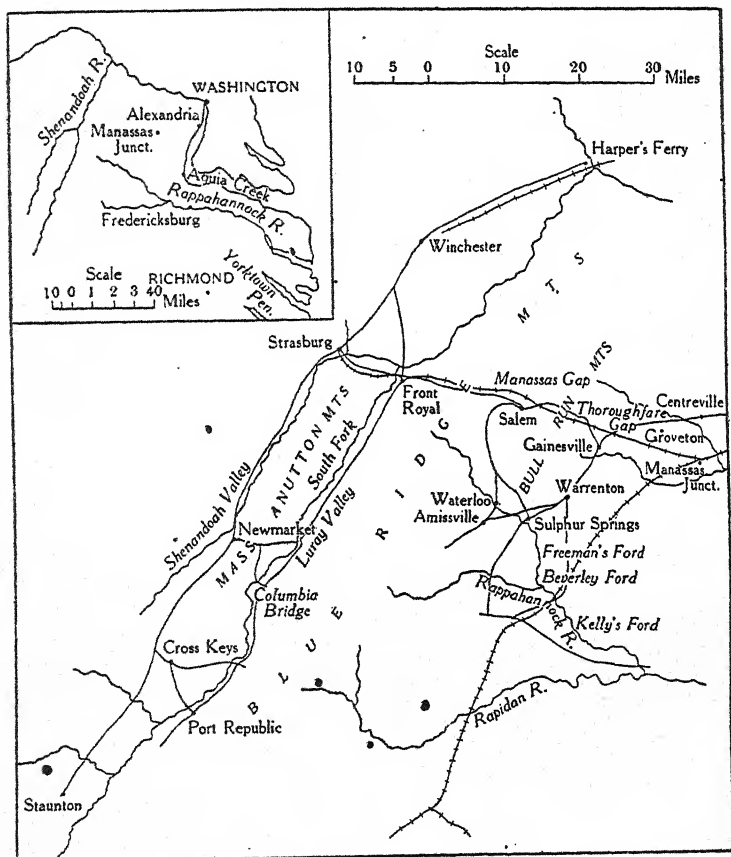 Shenandoah R.
WASHINGTON
Alexandria
Manassas
Junct.
Aquia Creek
Rappahannock R.
Fredericksburg
Scale
RICHMOND
10 0 1 2 3 40
Miles
Yorktown
Pen.
Scale
10 5 0 10 20 30
Miles
Harper's Ferry
Winchester
Strasburg
Front
Royal
Manassas Gap
BULL RUN MTS
Salem
Thoroughfare
Gap
Centreville
Gainesville
Groveton
Manassas
Junct.
Warrenton
Waterloo
Amissville
Sulphur Springs
Freeman's Ford
Beverley Ford
Rappahannock R.
Kelly's Ford
Rapidan R.
BLUE RIDGE MTS
MASSANUTTON MTS
South Fork
Shenandoah Valley
Luray Valley
Newmarket
Columbia
Bridge
Cross Keys
Port Republic
Staunton